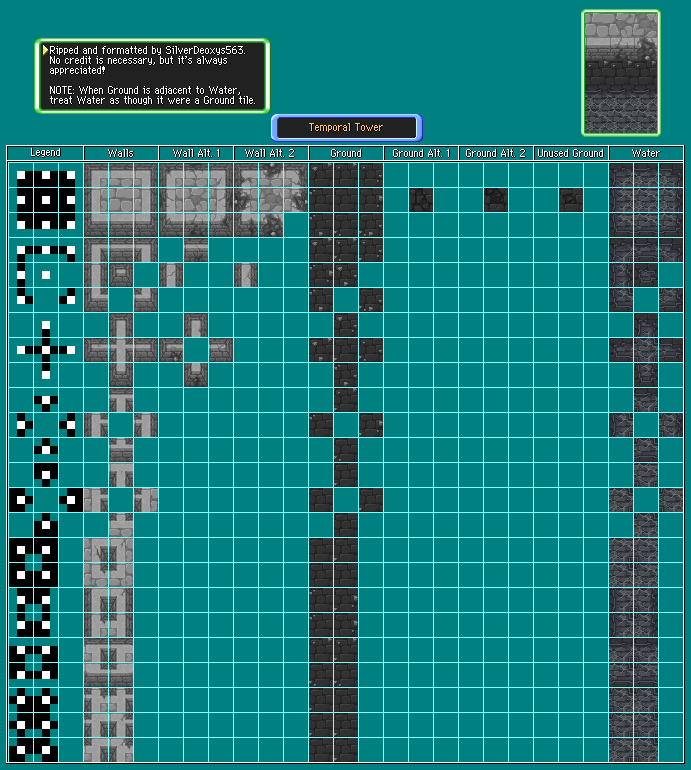 Ripped and formatted by SilverDeoxys563.
No credit is necessary, but it's always
appreciated!
NOTE: When Ground is adjacent to Water,
treat Water as though it were a Ground tile.
Temporal Tower
Legend Walls Wall Alt. 1 Wall Alt. 2 Ground Ground Alt. 1 Ground Alt. 2 Unused Ground Water